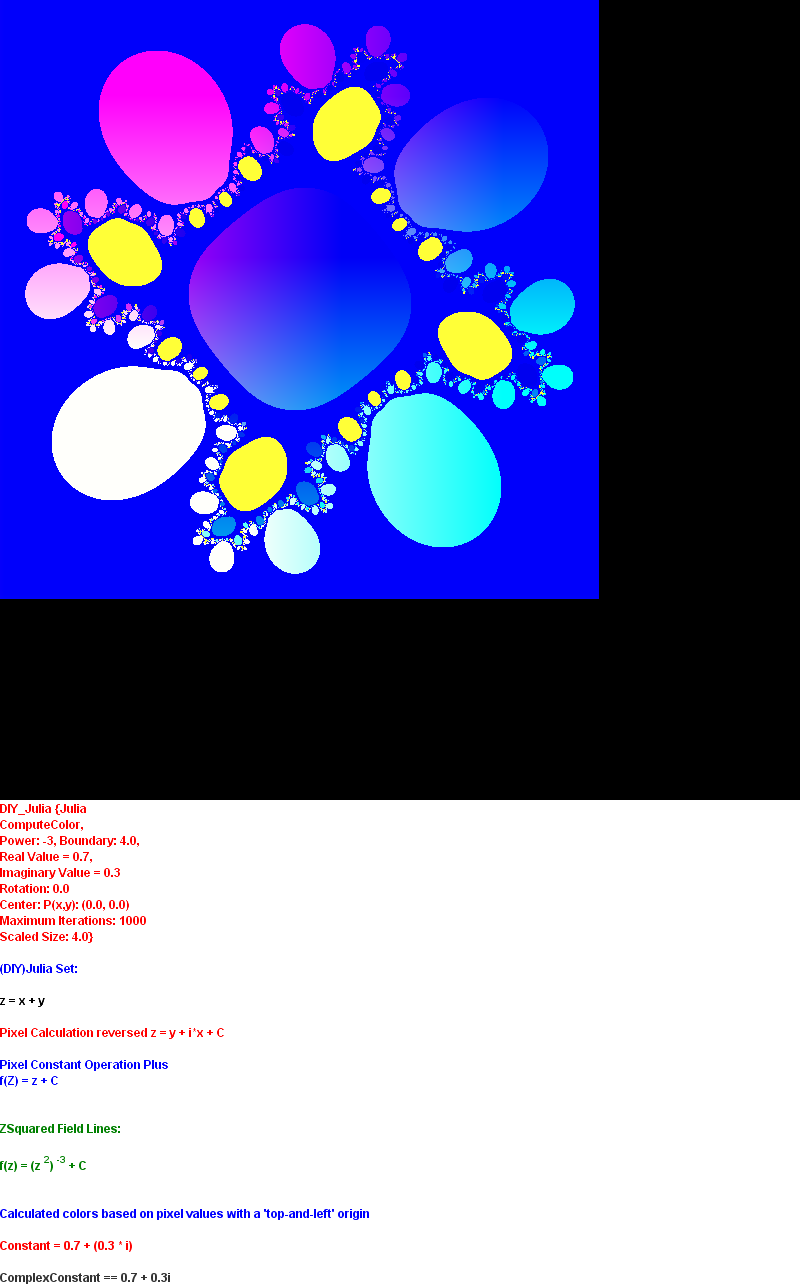 DIY_Julia {Julia
ComputeColor,
Power: -3, Boundary: 4.0,
Real Value = 0.7,
Imaginary Value = 0.3
Rotation: 0.0
Center: P(x,y): (0.0, 0.0)
Maximum Iterations: 1000
Scaled Size: 4.0}
(DIY)Julia Set:
z = x + y
Pixel Calculation reversed z = y + i*x + C
Pixel Constant Operation Plus
f(Z) = z + C
ZSquared Field Lines:
f(z) = (z ²) ⁻³ + C
Calculated colors based on pixel values with a 'top-and-left' origin
Constant = 0.7 + (0.3 * i)
ComplexConstant == 0.7 + 0.3i